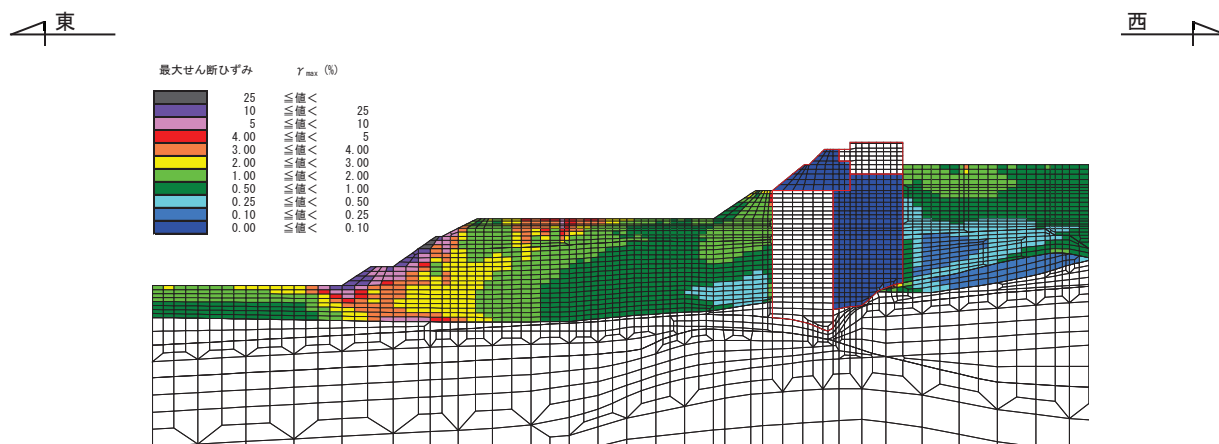 東 西
最大せん断ひずみ γmax (%)
25 ≦値<
10 ≦値< 25
5 ≦値< 10
4.00 ≦値< 5
3.00 ≦値< 4.00
2.00 ≦値< 3.00
1.00 ≦値< 2.00
0.50 ≦値< 1.00
0.25 ≦値< 0.50
0.10 ≦値< 0.25
0.00 ≦値< 0.10